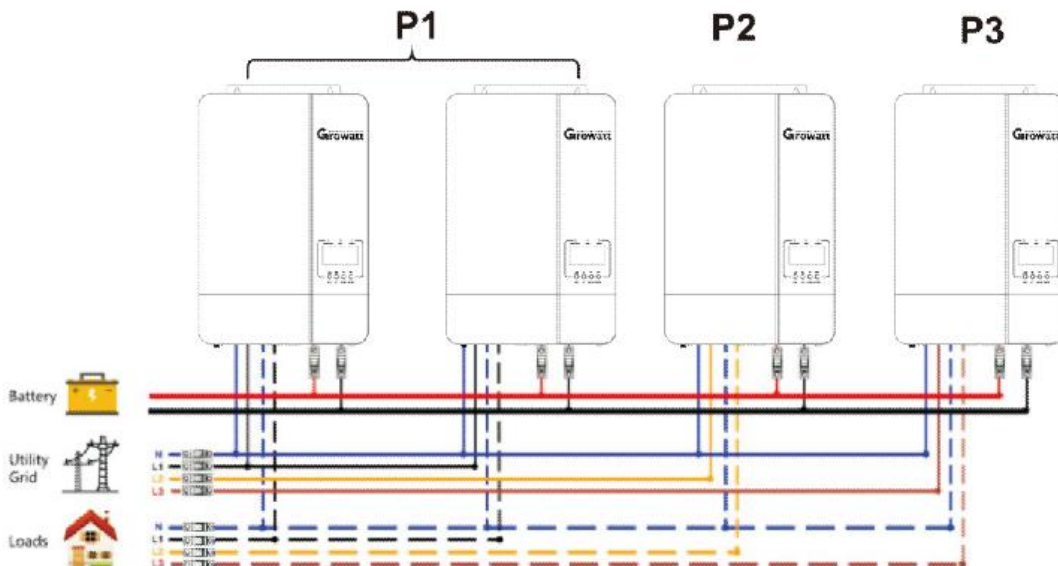 P1 P2 P3
Growatt Growatt Growatt Growatt
Battery
Utility
Grid
N
L1
L2
L3
Loads
N
L1
L2
L3